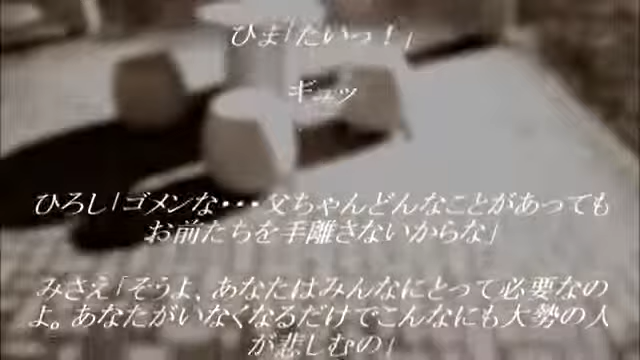 ひま「たいっ！」
ギュッ
ひろし「ゴメンな・・・父ちゃんどんなことがあっても
お前たちを手離さないからな」
みさえ「そうよ、あなたはみんなにとって必要なの
よ。あなたがいなくなるだけでこんなにも大勢の人
が悲しむの」